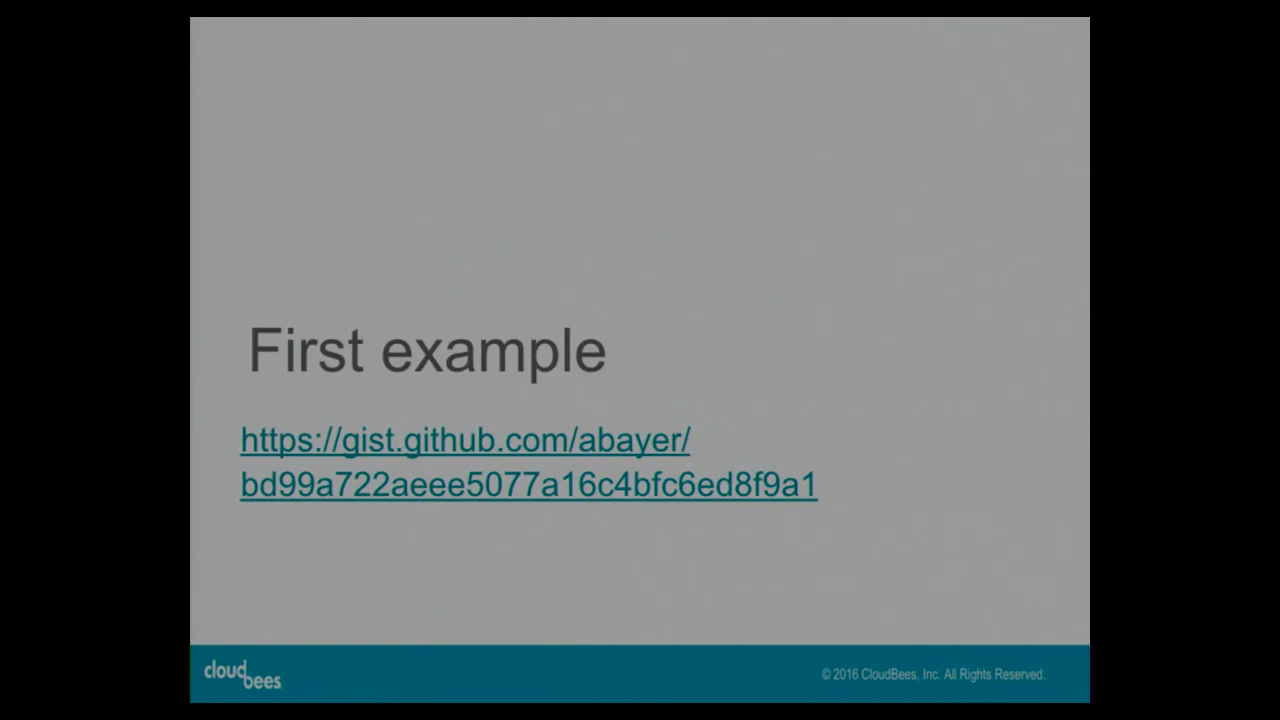 First example
https://gist.github.com/abayer/
bd99a722aeee5077a16c4bfc6ed8f9a1
cloudbees
© 2016 CloudBees, Inc. All Rights Reserved.